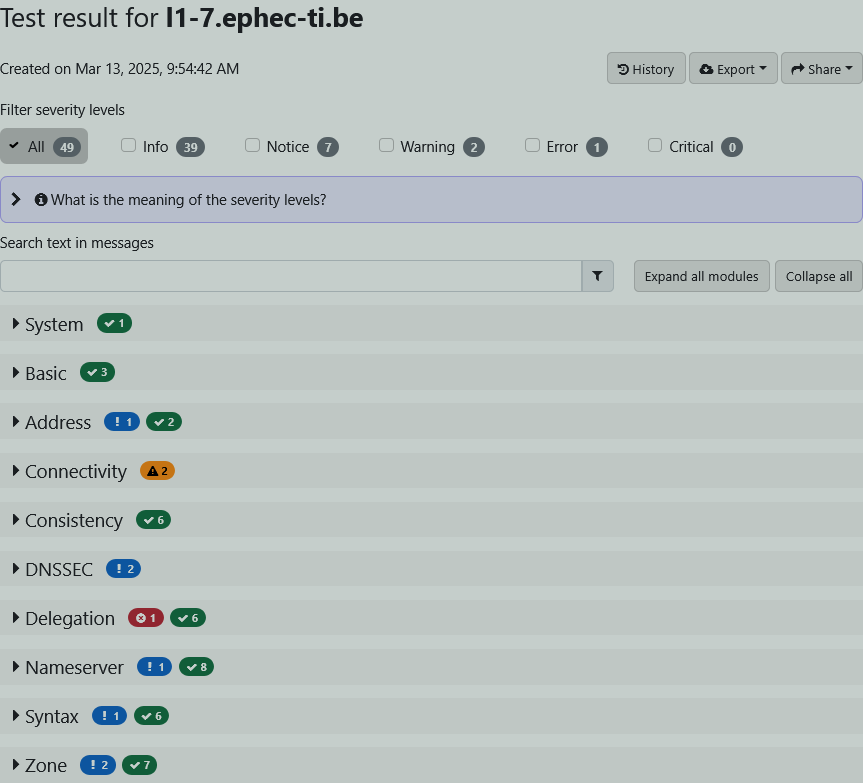 Test result for l1-7.ephec-ti.be
Created on Mar 13, 2025, 9:54:42 AM
History Export Share
Filter severity levels
All 49 Info 39 Notice 7 Warning 2 Error 1 Critical 0
What is the meaning of the severity levels?
Search text in messages
Expand all modules Collapse all
System 1
Basic 3
Address ! 1 2
Connectivity 2
Consistency 6
DNSSEC ! 2
Delegation 1 6
Nameserver ! 1 8
Syntax ! 1 6
Zone ! 2 7